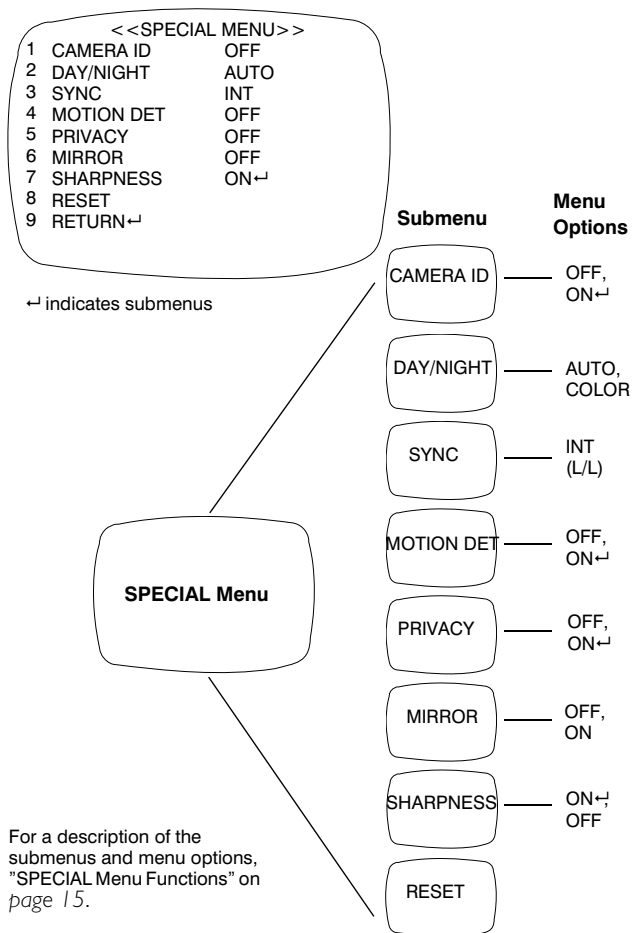 <<SPECIAL MENU>>
1 CAMERA ID OFF
2 DAY/NIGHT AUTO
3 SYNC INT
4 MOTION DET OFF
5 PRIVACY OFF
6 MIRROR OFF
7 SHARPNESS ON↵
8 RESET
9 RETURN↵
↵ indicates submenus
Submenu
Menu
Options
CAMERA ID
OFF,
ON↵
DAY/NIGHT
AUTO,
COLOR
SYNC
INT
(L/L)
MOTION DET
OFF,
ON↵
PRIVACY
OFF,
ON↵
MIRROR
OFF,
ON
SHARPNESS
ON↵,
OFF
RESET
SPECIAL Menu
For a description of the
submenus and menu options,
”SPECIAL Menu Functions” on
page 15.